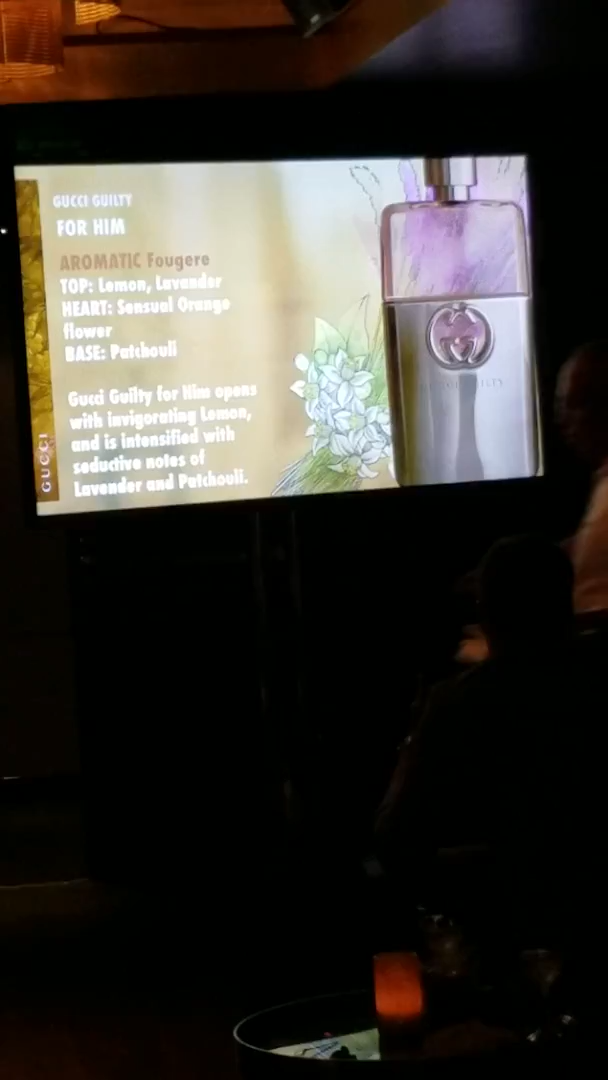 GUCCI GUILTY
FOR HIM
AROMATIC Fougere
TOP: Lemon, Lavander
HEART: Sensual Orange
flower
BASE: Patchouli
Gucci Guilty for Him opens
with invigorating Lemon,
and is intensified with
seductive notes of
Lavender and Patchouli.
GUCCI